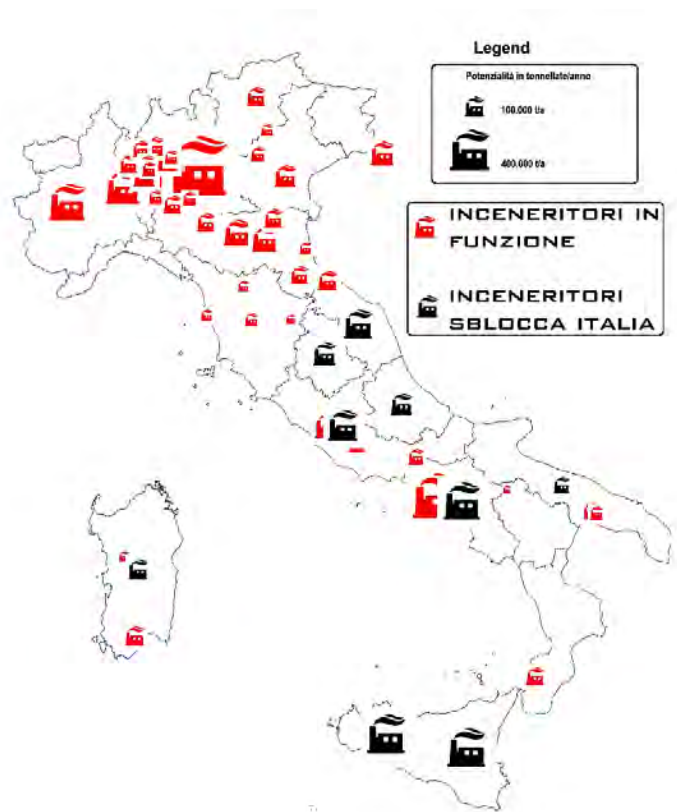 Legend
Potenzialità in tonnellate/anno
100.000 t/a
400.000 t/a
INCENERITORI IN
FUNZIONE
INCENERITORI
SBLOCCA ITALIA